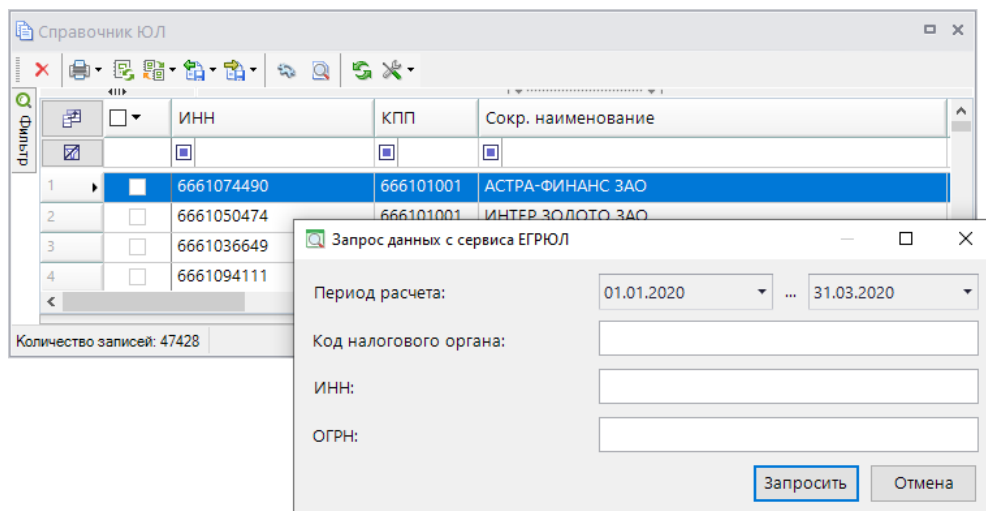 Справочник ЮЛ
Фильтр
ИНН КПП Сокр. наименование
1 6661074490 666101001 АСТРА-ФИНАНС ЗАО
2 6661050474 666101001 ИНТЕР ЗОЛОТО ЗАО
3 6661036649
4 6661094111
Количество записей: 47428
Запрос данных с сервиса ЕГРЮЛ
Период расчета: 01.01.2020 ... 31.03.2020
Код налогового органа:
ИНН:
ОГРН:
Запросить Отмена